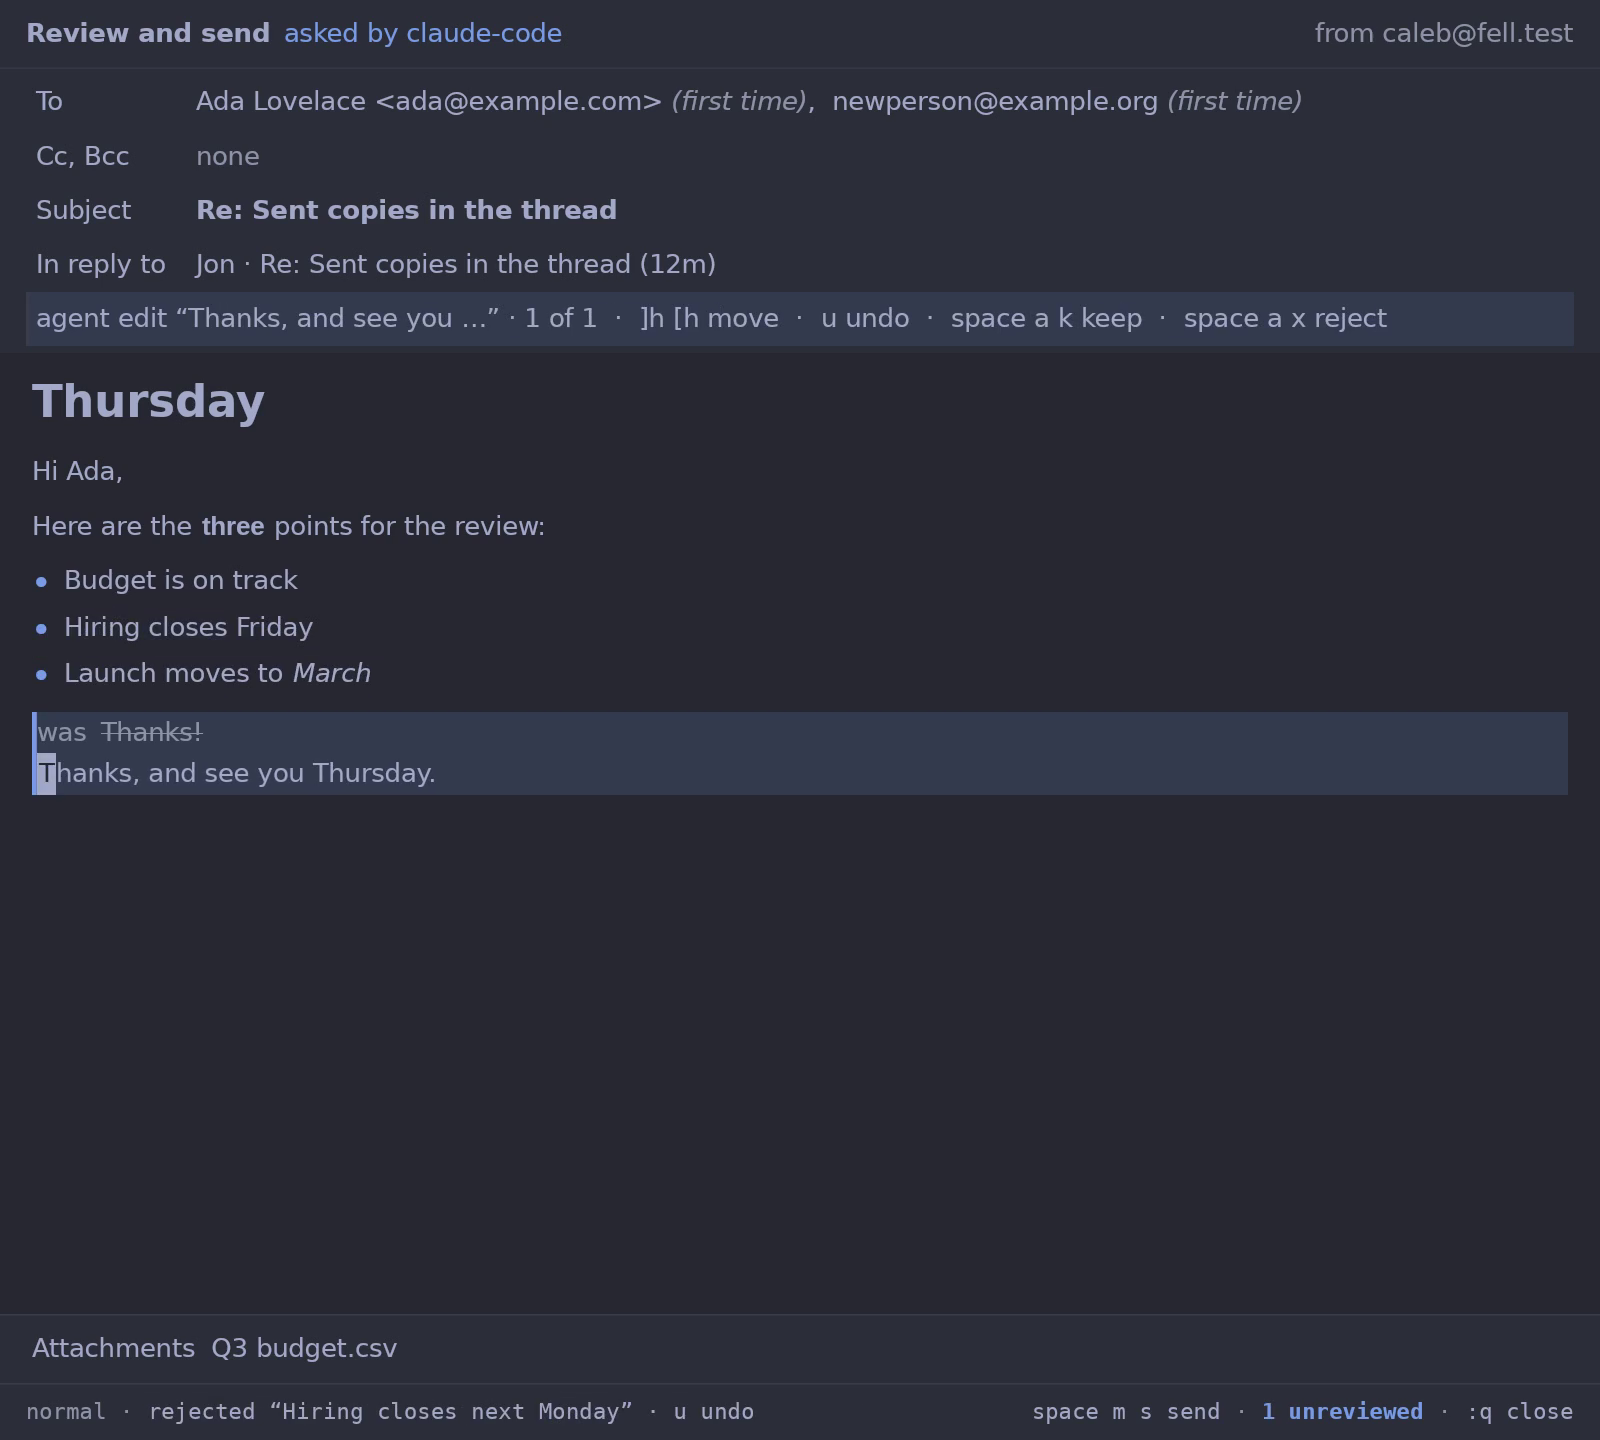 Review and send asked by claude-code from caleb@fell.test
To Ada Lovelace <ada@example.com> (first time), newperson@example.org (first time)
Cc, Bcc none
Subject Re: Sent copies in the thread
In reply to Jon · Re: Sent copies in the thread (12m)
agent edit “Thanks, and see you …” · 1 of 1 · ]h [h move · u undo · space a k keep · space a x reject
Thursday
Hi Ada,
Here are the three points for the review:
• Budget is on track
• Hiring closes Friday
• Launch moves to March
was Thanks!
Thanks, and see you Thursday.
Attachments Q3 budget.csv
normal · rejected “Hiring closes next Monday” · u undo space m s send · 1 unreviewed · :q close